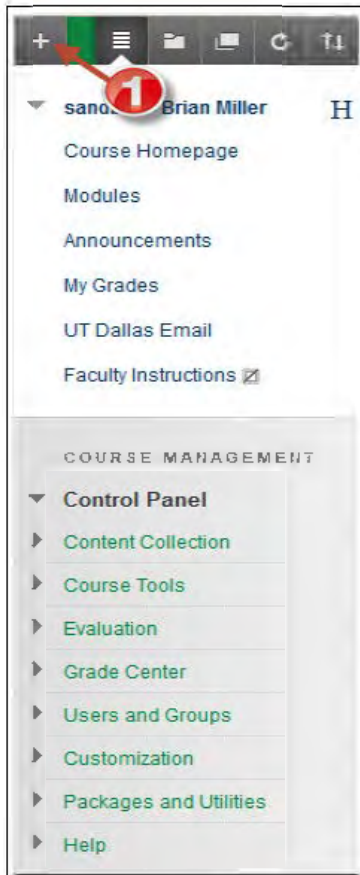 1
Brian Miller H
Course Homepage
Modules
Announcements
My Grades
UT Dallas Email
Faculty Instructions
COURSE MANAGEMENT
Control Panel
Content Collection
Course Tools
Evaluation
Grade Center
Users and Groups
Customization
Packages and Utilities
Help